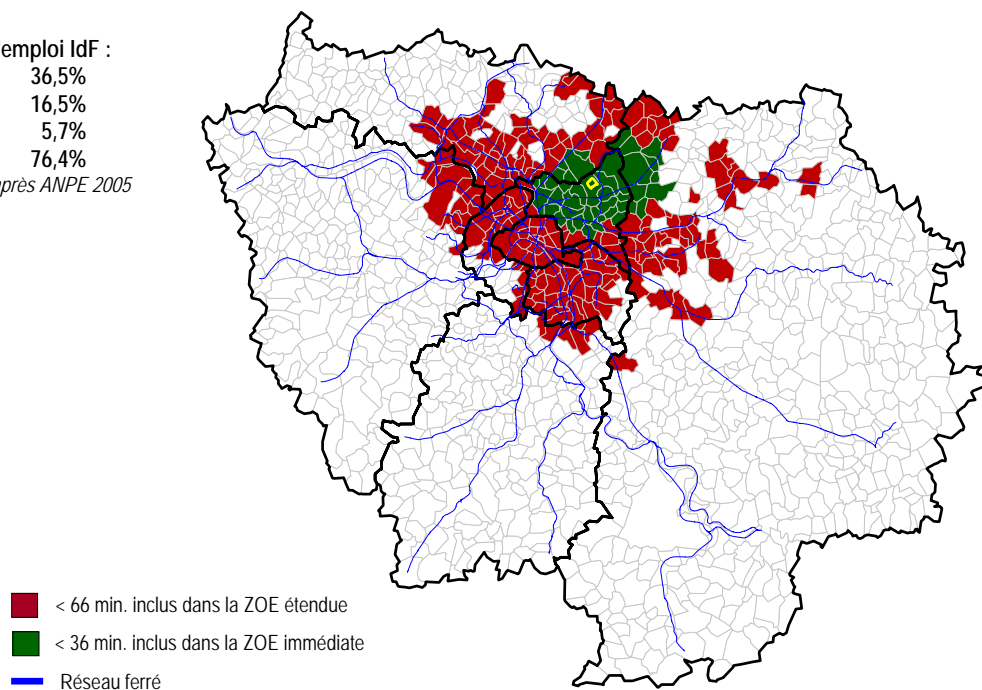 emploi IdF :
36,5%
16,5%
5,7%
76,4%
après ANPE 2005
< 66 min. inclus dans la ZOE étendue
< 36 min. inclus dans la ZOE immédiate
Réseau ferré